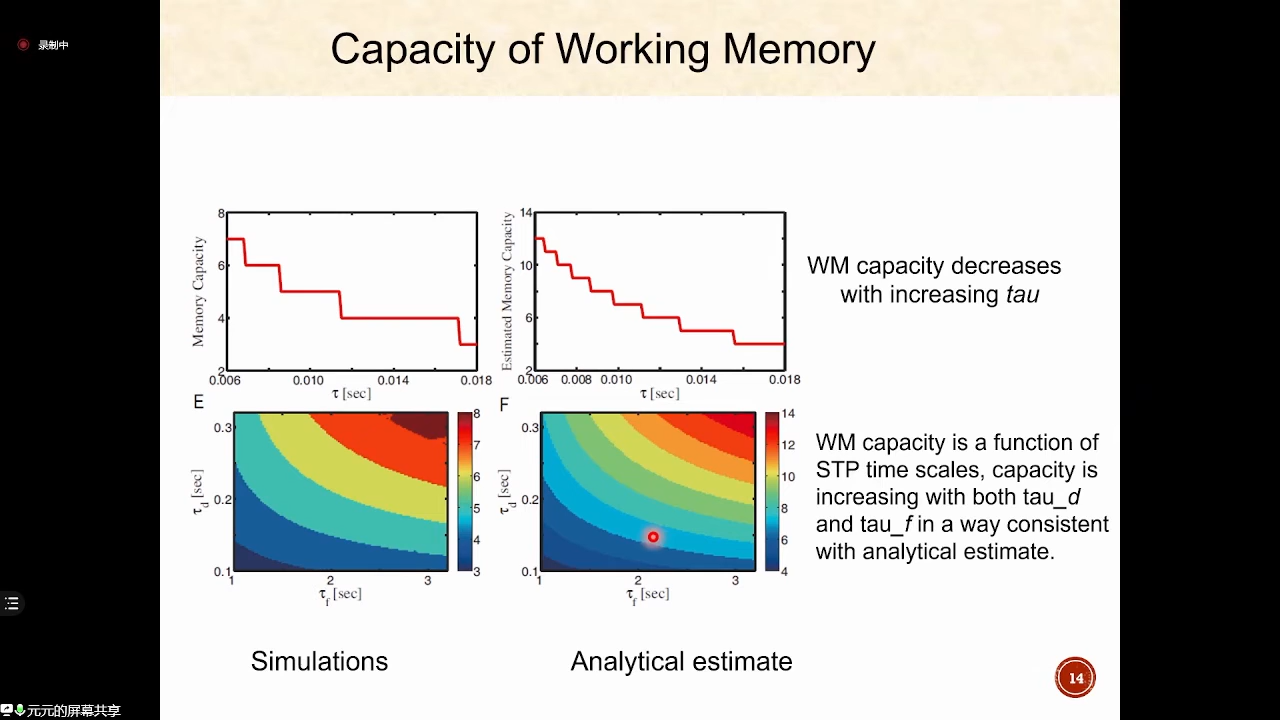 录制中
Capacity of Working Memory
8
6
4
2
Memory Capacity
0.006 0.010 0.014 0.018
τ [sec]
14
10
6
2
Estimated Memory Capacity
0.006 0.008 0.010 0.014 0.018
τ [sec]
WM capacity decreases
with increasing tau
E
0.3
0.2
0.1
τd [sec]
1 2 3
τf [sec]
8
7
6
5
4
3
F
0.3
0.2
0.1
τd [sec]
1 2 3
τf [sec]
14
12
10
8
6
4
WM capacity is a function of
STP time scales, capacity is
increasing with both tau_d
and tau_f in a way consistent
with analytical estimate.
Simulations
Analytical estimate
14
元元的屏幕共享